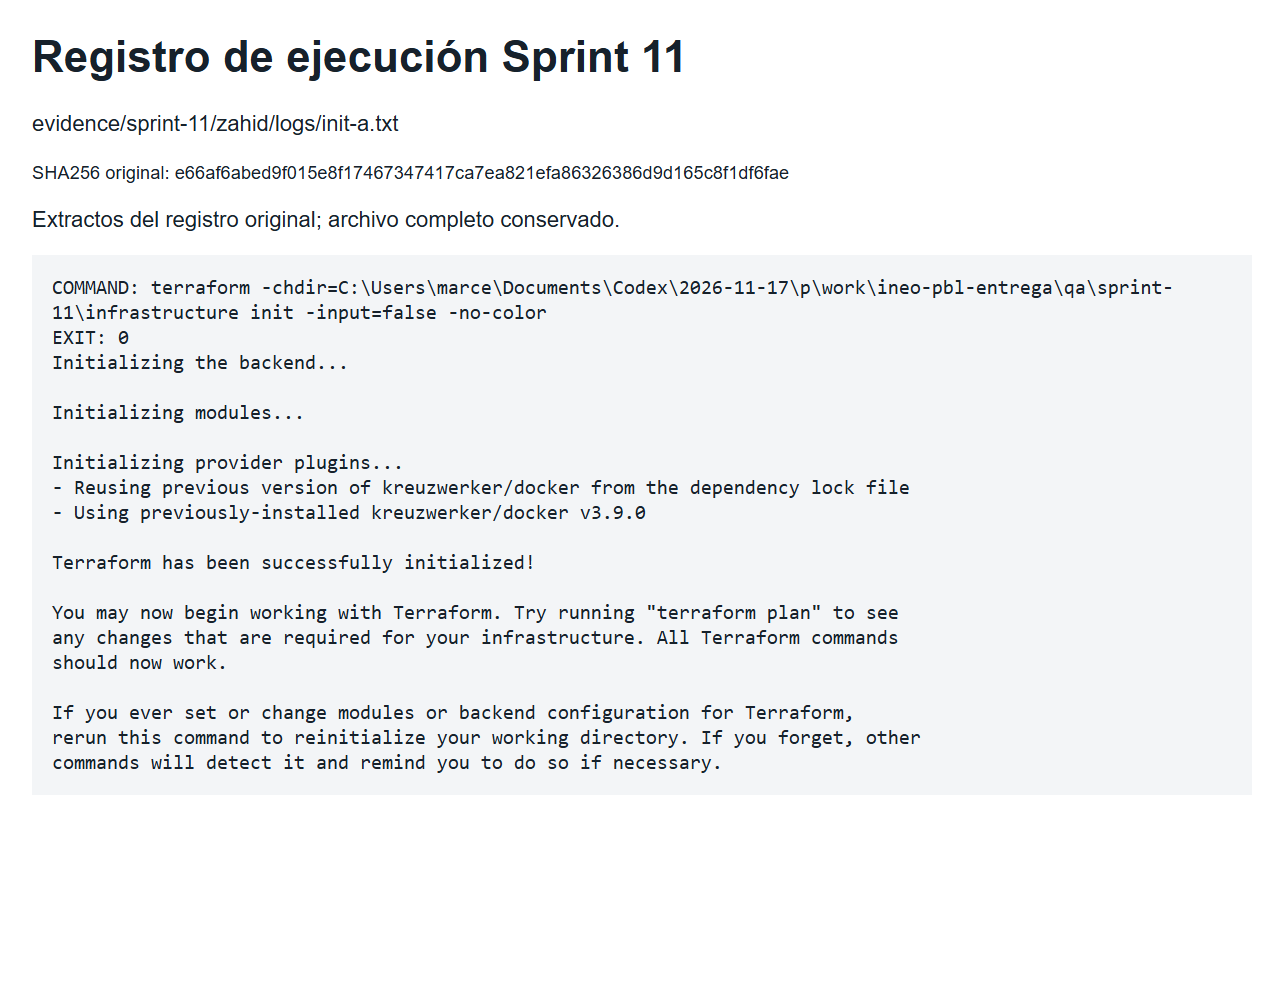 Registro de ejecución Sprint 11
evidence/sprint-11/zahid/logs/init-a.txt
SHA256 original: e66af6abed9f015e8f17467347417ca7ea821efa86326386d9d165c8f1df6fae
Extractos del registro original; archivo completo conservado.
COMMAND: terraform -chdir=C:\Users\marce\Documents\Codex\2026-11-17\p\work\ineo-pbl-entrega\qa\sprint-
11\infrastructure init -input=false -no-color
EXIT: 0
Initializing the backend...
Initializing modules...
Initializing provider plugins...
- Reusing previous version of kreuzwerker/docker from the dependency lock file
- Using previously-installed kreuzwerker/docker v3.9.0
Terraform has been successfully initialized!
You may now begin working with Terraform. Try running "terraform plan" to see
any changes that are required for your infrastructure. All Terraform commands
should now work.
If you ever set or change modules or backend configuration for Terraform,
rerun this command to reinitialize your working directory. If you forget, other
commands will detect it and remind you to do so if necessary.